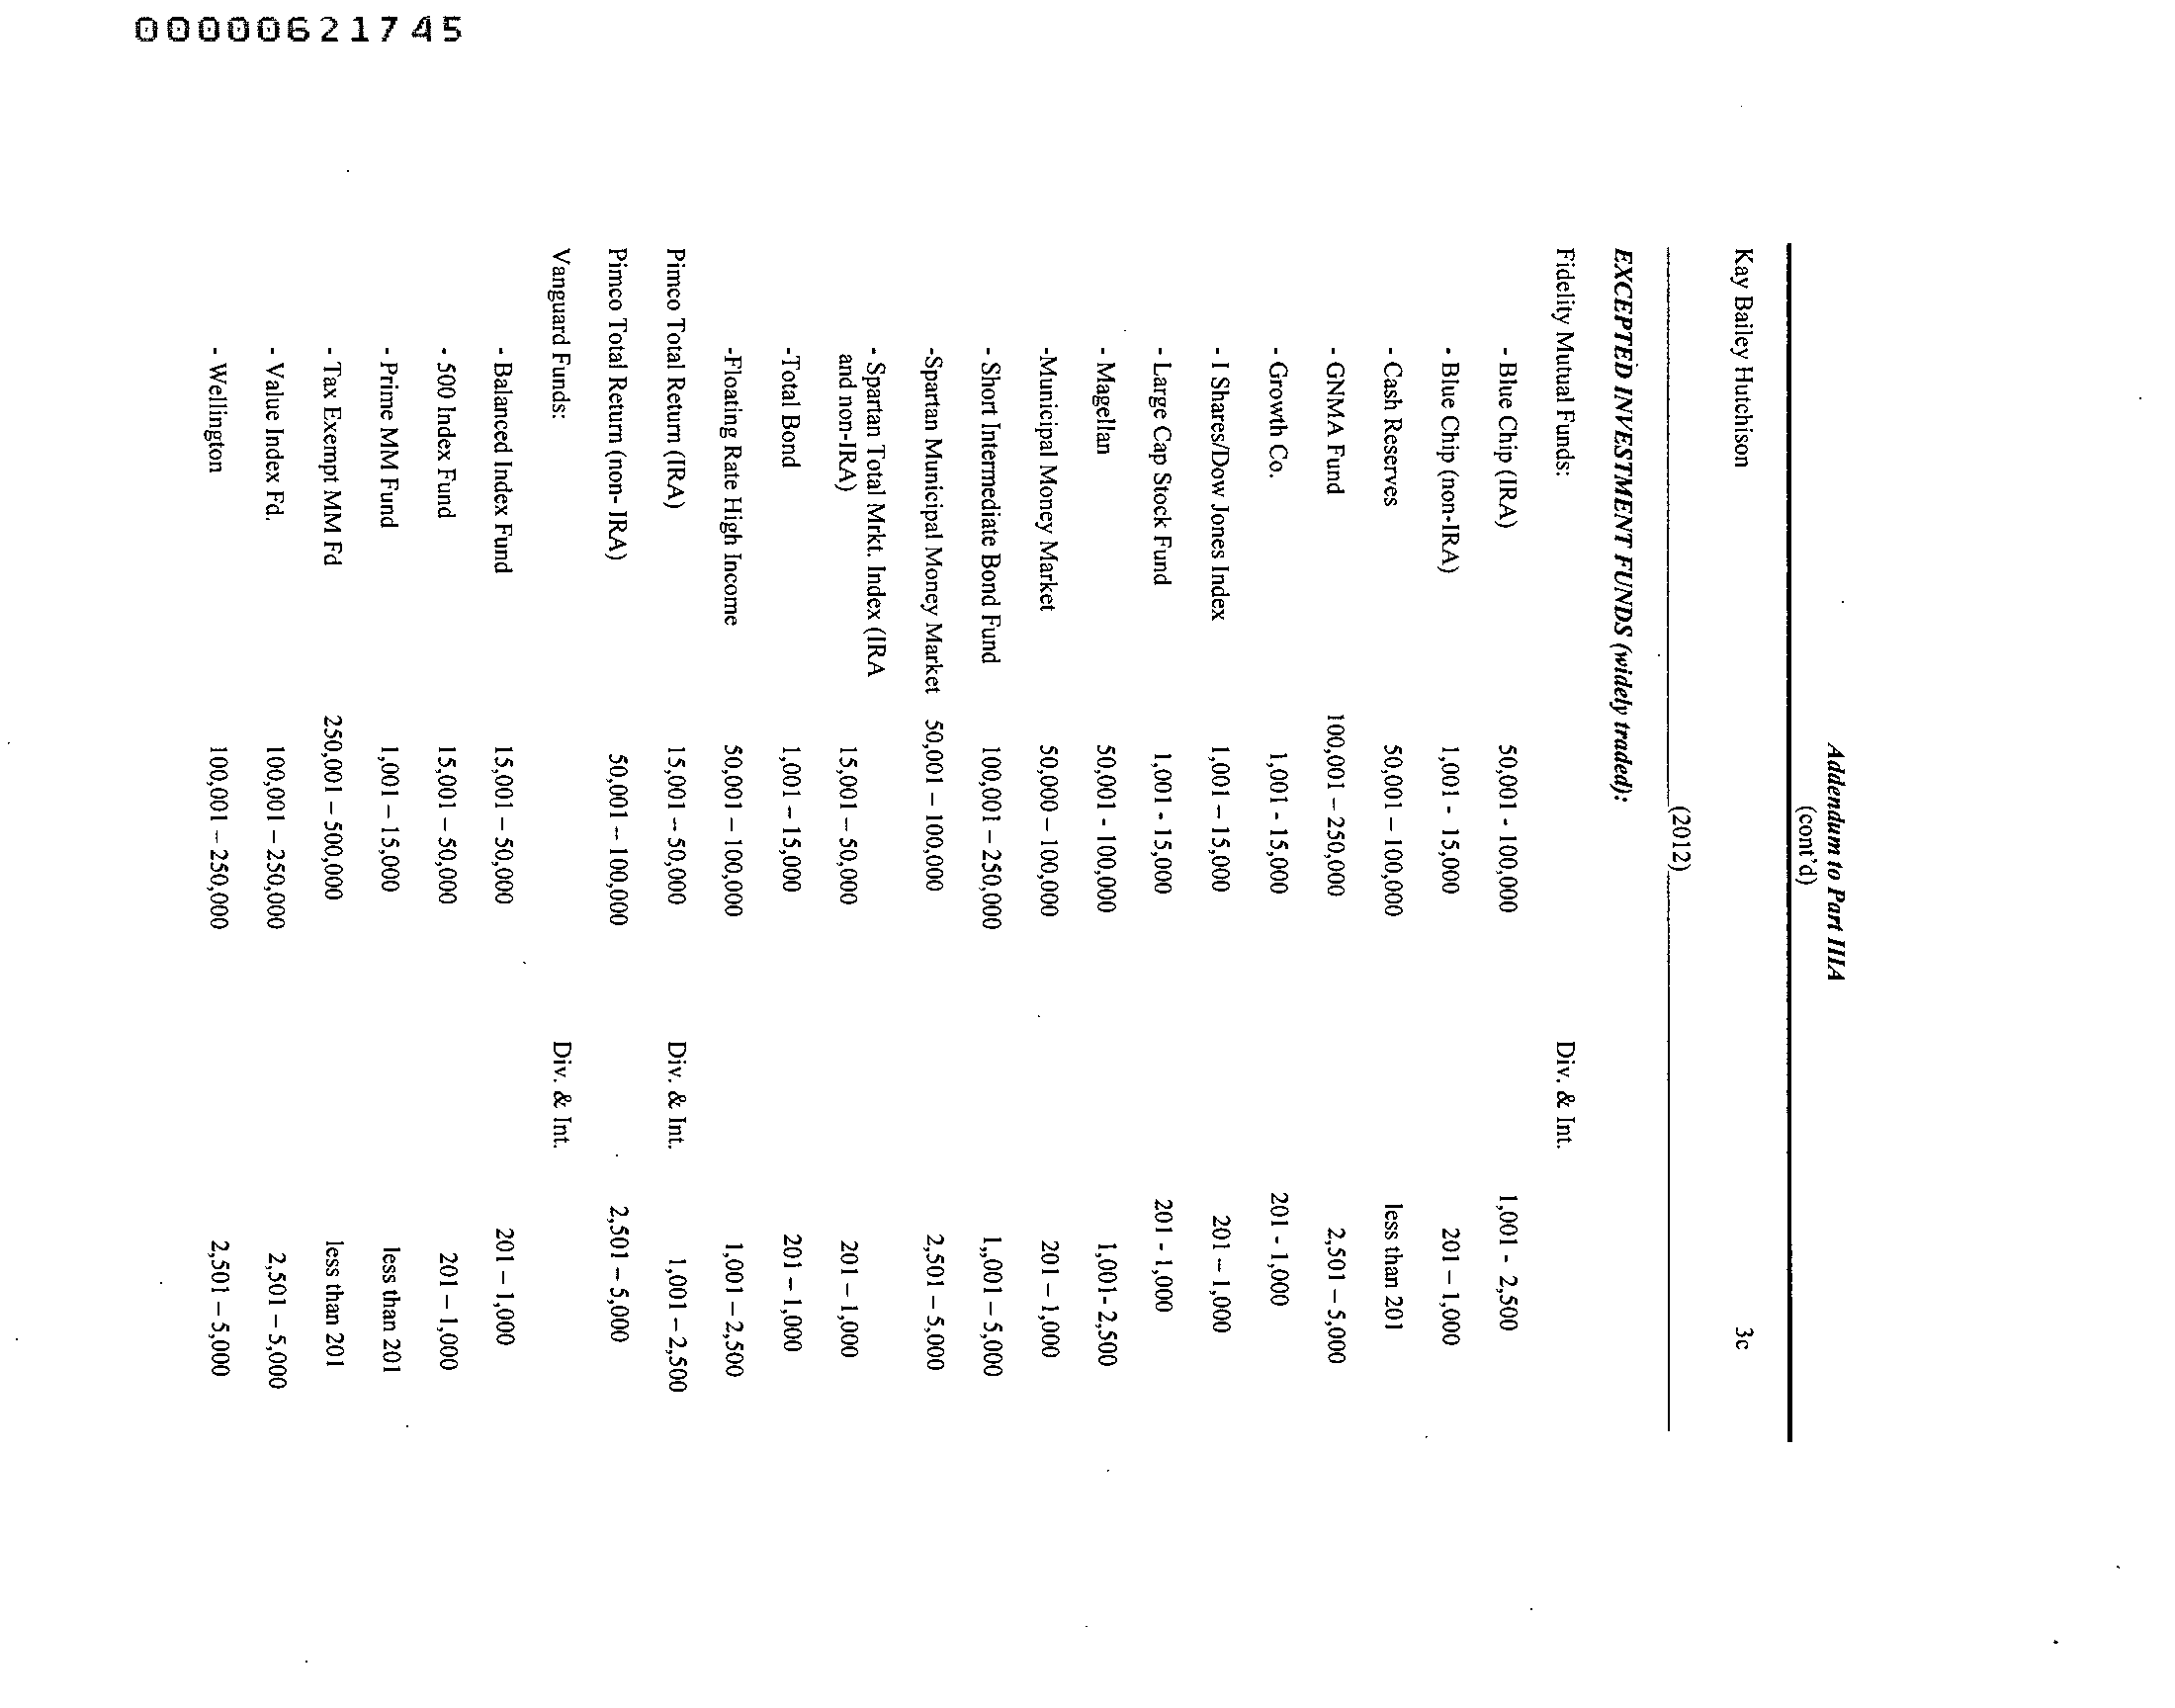 00000621745
Addendum to Part IIIA
(cont'd)
Kay Bailey Hutchison 3c
(2012)
EXCEPTED INVESTMENT FUNDS (widely traded):
Fidelity Mutual Funds: Div. & Int.
- Blue Chip (IRA) 50,001 - 100,000 1,001 - 2,500
- Blue Chip (non-IRA) 1,001 - 15,000 201 – 1,000
- Cash Reserves 50,001 – 100,000 less than 201
- GNMA Fund 100,001 – 250,000 2,501 – 5,000
- Growth Co. 1,001 - 15,000 201 - 1,000
- I Shares/Dow Jones Index 1,001 – 15,000 201 – 1,000
- Large Cap Stock Fund 1,001 - 15,000 201 - 1,000
- Magellan 50,001 - 100,000 1,001- 2,500
-Municipal Money Market 50,000 – 100,000 201 – 1,000
- Short Intermediate Bond Fund 100,001 – 250,000 1,,001 – 5,000
-Spartan Municipal Money Market 50,001 – 100,000 2,501 – 5,000
- Spartan Total Mrkt. Index (IRA
and non-IRA) 15,001 – 50,000 201 – 1,000
-Total Bond 1,001 – 15,000 201 – 1,000
-Floating Rate High Income 50,001 – 100,000 1,001 – 2,500
Pimco Total Return (IRA) 15,001 – 50,000 Div. & Int. 1,001 – 2,500
Pimco Total Return (non- IRA) 50,001 – 100,000 2,501 – 5,000
Vanguard Funds: Div. & Int.
- Balanced Index Fund 15,001 – 50,000 201 – 1,000
- 500 Index Fund 15,001 – 50,000 201 – 1,000
- Prime MM Fund 1,001 – 15,000 less than 201
- Tax Exempt MM Fd 250,001 – 500,000 less than 201
- Value Index Fd. 100,001 – 250,000 2,501 – 5,000
- Wellington 100,001 – 250,000 2,501 – 5,000